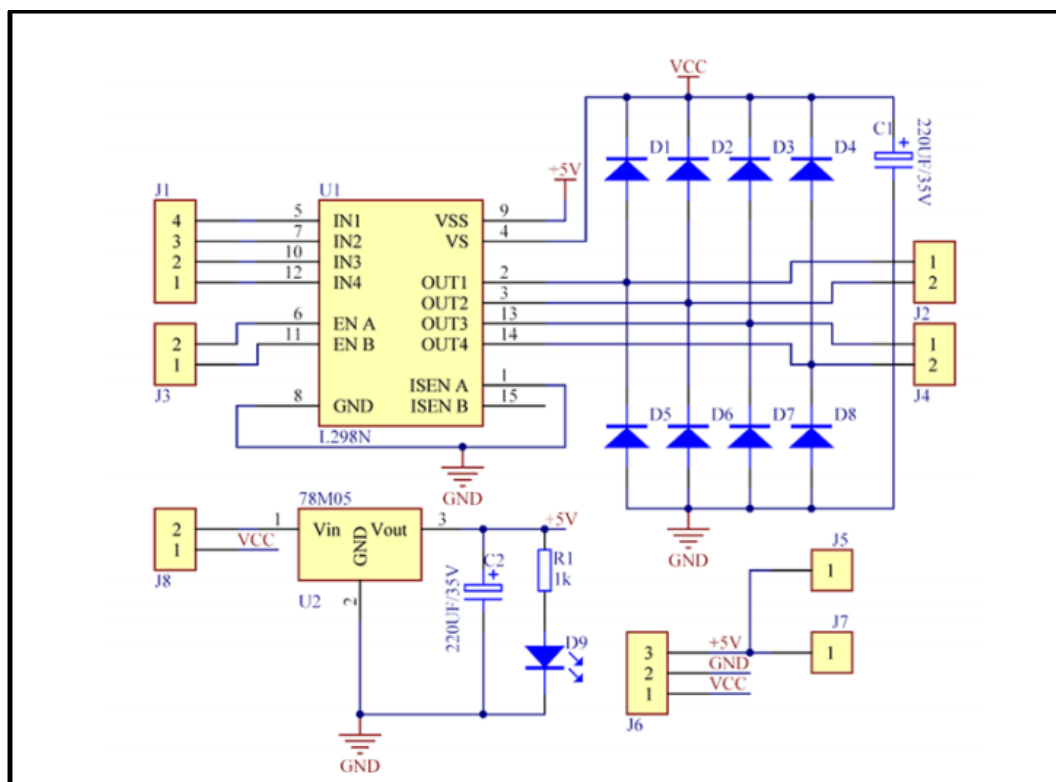 VCC
D1 D2 D3 D4 C1
220UF/35V
+5V
J1 U1
4 5 IN1 VSS 9
3 7 IN2 VS 4
2 10 IN3
1 12 IN4 OUT1 2 1
OUT2 3 2
2 6 EN A OUT3 13 J2
1 11 EN B OUT4 14 1
2
J3 ISEN A 1 J4
8 GND ISEN B 15
L298N
D5 D6 D7 D8
GND
GND
78M05
2 1 Vin GND Vout 3 +5V
1 VCC
J8 U2 2
C2 + R1
220UF/35V 1k
D9
GND
J5
1
J7
3 +5V 1
2 GND
1 VCC
J6